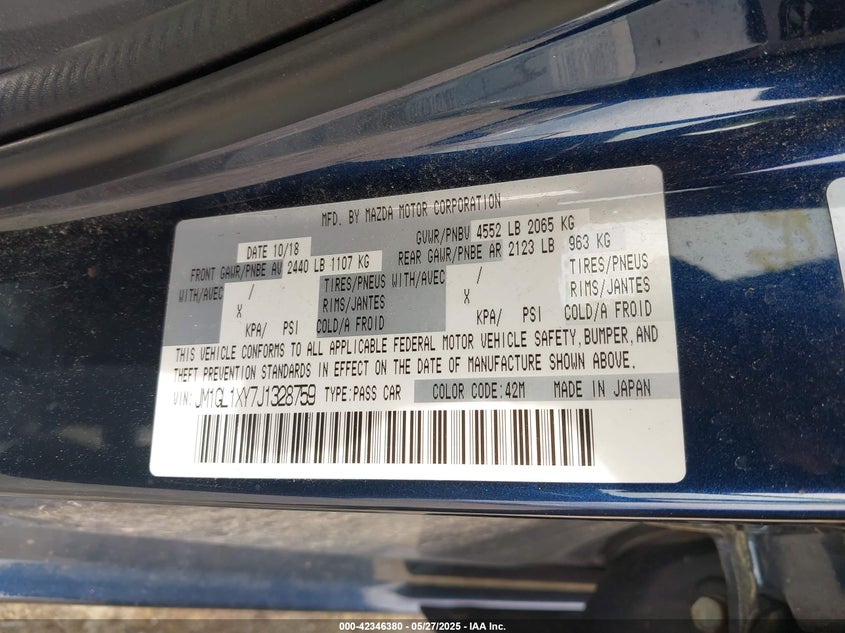 MFD. BY MAZDA MOTOR CORPORATION
DATE 10/18 GVWR/PNBV 4552 LB 2065 KG
FRONT GAWR/PNBE AV 2440 LB 1107 KG REAR GAWR/PNBE AR 2123 LB 963 KG
WITH/AVEC / TIRES/PNEUS WITH/AVEC / TIRES/PNEUS
X RIMS/JANTES X RIMS/JANTES
KPA/ PSI COLD/A FROID KPA/ PSI COLD/A FROID
THIS VEHICLE CONFORMS TO ALL APPLICABLE FEDERAL MOTOR VEHICLE SAFETY, BUMPER, AND
THEFT PREVENTION STANDARDS IN EFFECT ON THE DATE OF MANUFACTURE SHOWN ABOVE.
VIN: JM1GL1XY7J1328759 TYPE:PASS CAR COLOR CODE:42M MADE IN JAPAN
000-42346380 - 05/27/2025 - IAA Inc.